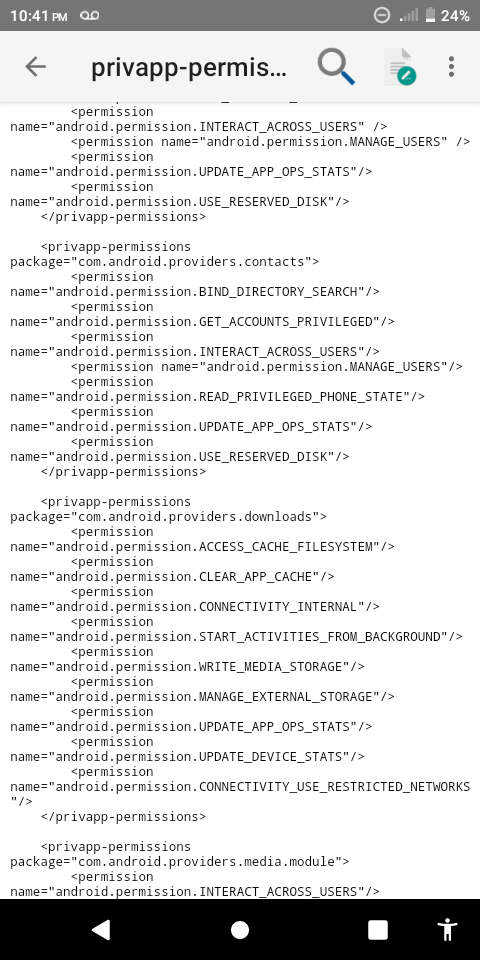 10:41 PM 24%
privapp-permis...
<permission
name="android.permission.INTERACT_ACROSS_USERS" />
<permission name="android.permission.MANAGE_USERS" />
<permission
name="android.permission.UPDATE_APP_OPS_STATS"/>
<permission
name="android.permission.USE_RESERVED_DISK"/>
</privapp-permissions>
<privapp-permissions
package="com.android.providers.contacts">
<permission
name="android.permission.BIND_DIRECTORY_SEARCH"/>
<permission
name="android.permission.GET_ACCOUNTS_PRIVILEGED"/>
<permission
name="android.permission.INTERACT_ACROSS_USERS"/>
<permission name="android.permission.MANAGE_USERS"/>
<permission
name="android.permission.READ_PRIVILEGED_PHONE_STATE"/>
<permission
name="android.permission.UPDATE_APP_OPS_STATS"/>
<permission
name="android.permission.USE_RESERVED_DISK"/>
</privapp-permissions>
<privapp-permissions
package="com.android.providers.downloads">
<permission
name="android.permission.ACCESS_CACHE_FILESYSTEM"/>
<permission
name="android.permission.CLEAR_APP_CACHE"/>
<permission
name="android.permission.CONNECTIVITY_INTERNAL"/>
<permission
name="android.permission.START_ACTIVITIES_FROM_BACKGROUND"/>
<permission
name="android.permission.WRITE_MEDIA_STORAGE"/>
<permission
name="android.permission.MANAGE_EXTERNAL_STORAGE"/>
<permission
name="android.permission.UPDATE_APP_OPS_STATS"/>
<permission
name="android.permission.UPDATE_DEVICE_STATS"/>
<permission
name="android.permission.CONNECTIVITY_USE_RESTRICTED_NETWORKS
"/>
</privapp-permissions>
<privapp-permissions
package="com.android.providers.media.module">
<permission
name="android.permission.INTERACT_ACROSS_USERS"/>